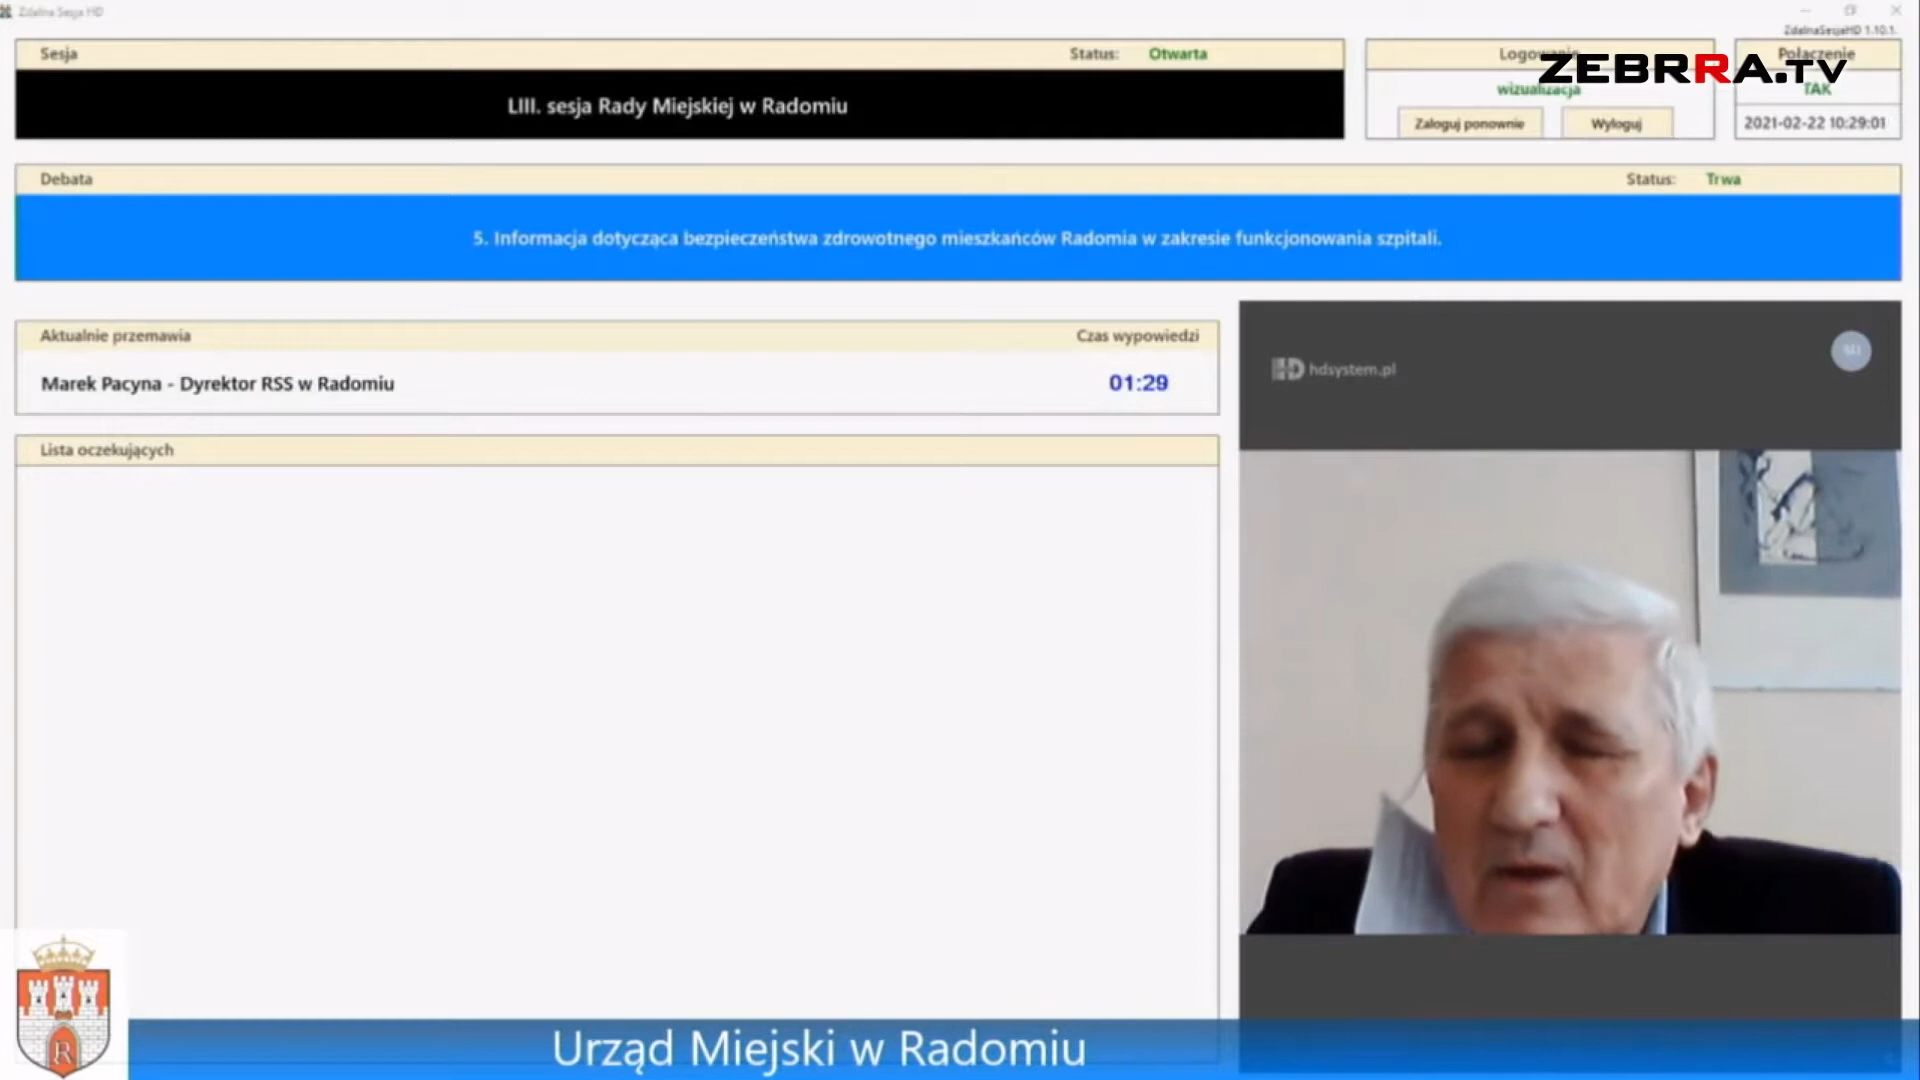 Zdalna Sesja HD
ZdalnaSesjaHD 1.10.1.
Sesja
Status: Otwarta
LIII. sesja Rady Miejskiej w Radomiu
Logowanie
wizualizacja
Zaloguj ponownie
Wyloguj
Połączenie
TAK
2021-02-22 10:29:01
ZEBRRA.TV
Debata
Status: Trwa
5. Informacja dotycząca bezpieczeństwa zdrowotnego mieszkańców Radomia w zakresie funkcjonowania szpitali.
Aktualnie przemawia
Czas wypowiedzi
Marek Pacyna - Dyrektor RSS w Radomiu
01:29
Lista oczekujących
HD hdsystem.pl
R
Urząd Miejski w Radomiu